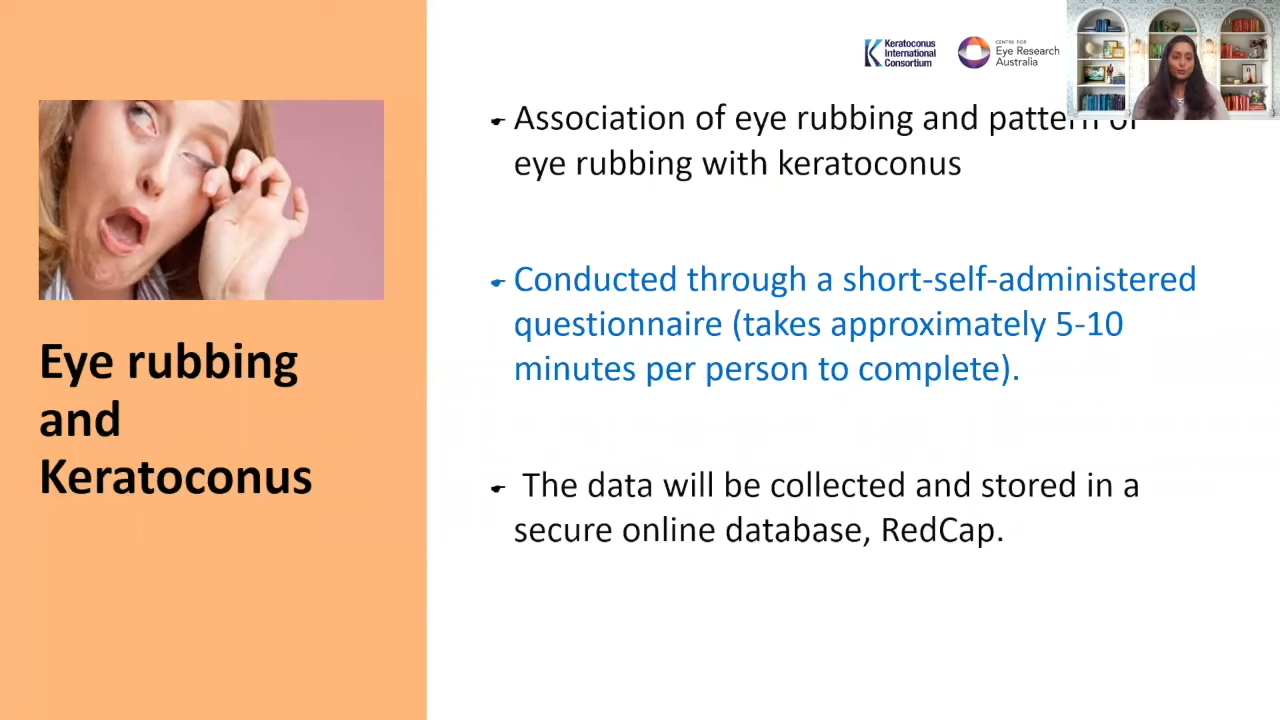 Keratoconus
International
Consortium
CENTRE FOR
Eye Research
Australia
Association of eye rubbing and pattern of
eye rubbing with keratoconus
Conducted through a short-self-administered
questionnaire (takes approximately 5-10
minutes per person to complete).
The data will be collected and stored in a
secure online database, RedCap.
Eye rubbing
and
Keratoconus